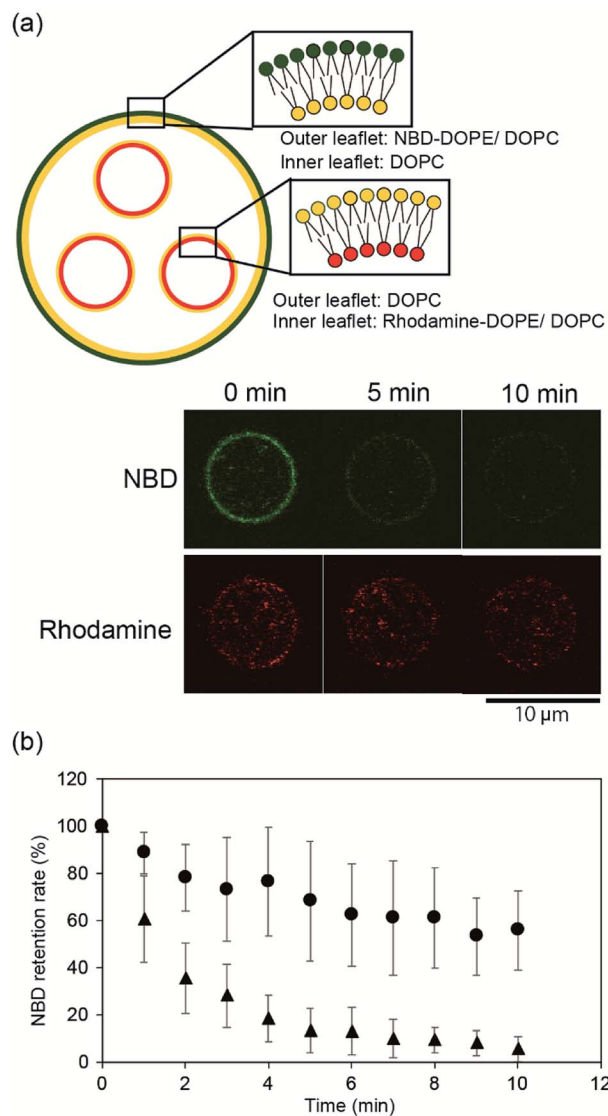 (a)
Outer leaflet: NBD-DOPE/ DOPC
Inner leaflet: DOPC
Outer leaflet: DOPC
Inner leaflet: Rhodamine-DOPE/ DOPC
0 min 5 min 10 min
NBD
Rhodamine
10 μm
(b)
NBD retention rate (%)
120
100
80
60
40
20
0
0 2 4 6 8 10 12
Time (min)